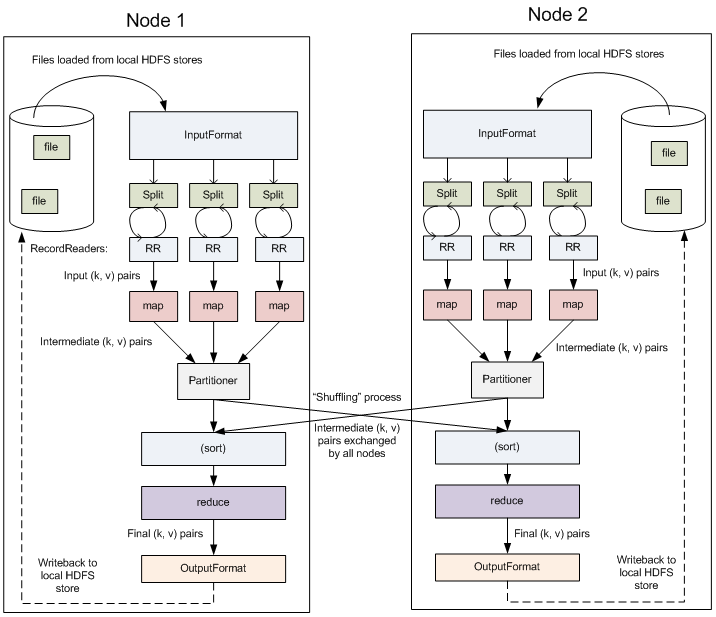 Node 1
Files loaded from local HDFS stores
InputFormat
file
file
Split
Split
Split
RecordReaders:
RR
RR
RR
Input (k, v) pairs
map
map
map
Intermediate (k, v) pairs
Partitioner
(sort)
reduce
Final (k, v) pairs
OutputFormat
Writeback to
local HDFS
store
"Shuffling" process
Intermediate (k, v)
pairs exchanged
by all nodes
Node 2
Files loaded from local HDFS stores
InputFormat
file
file
Split
Split
Split
RR
RR
RR
Input (k, v) pairs
map
map
map
Intermediate (k, v) pairs
Partitioner
(sort)
reduce
Final (k, v) pairs
OutputFormat
Writeback to
local HDFS
store